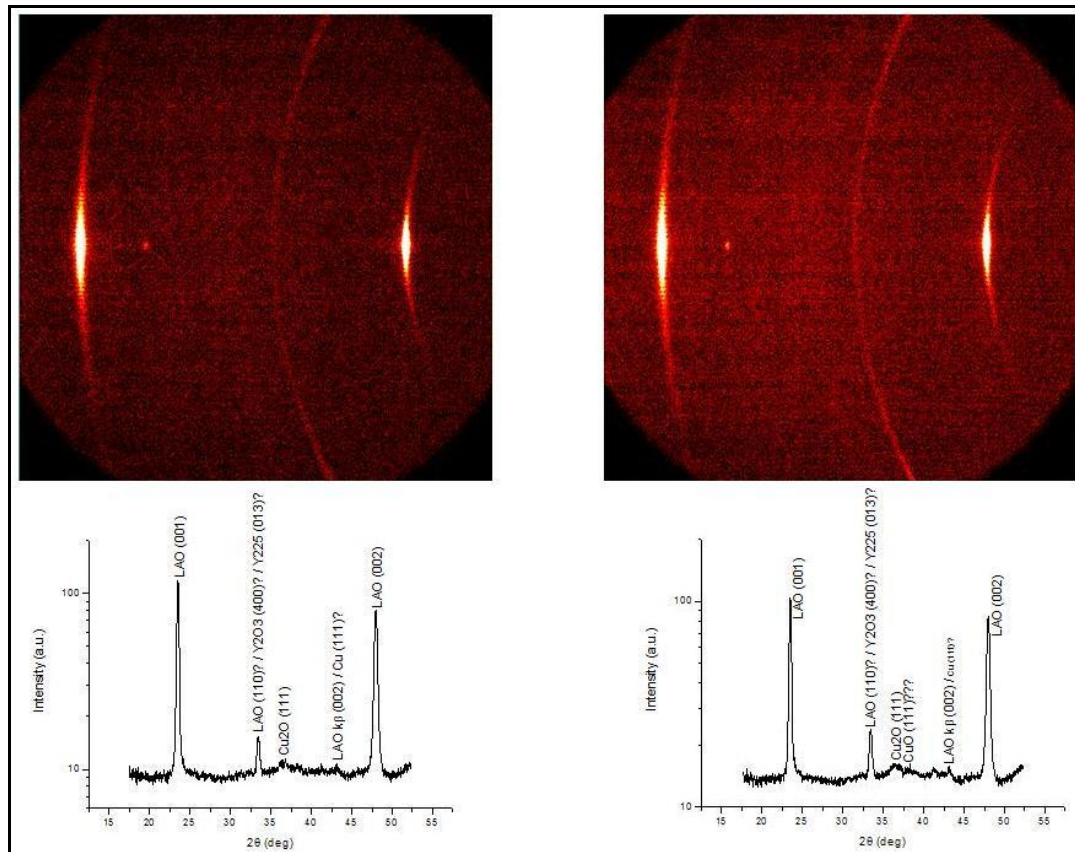 LAO (001)
LAO (110)? / Y2O3 (400)? / Y225 (013)?
Cu2O (111)
LAO kβ (002) / Cu (111)?
LAO (002)
Intensity (a.u.)
100
10
15 20 25 30 35 40 45 50 55
2θ (deg)
LAO (001)
LAO (110)? / Y2O3 (400)? / Y225 (013)?
Cu2O (111)
CuO (111)???
LAO kβ (002) / cu (111)?
LAO (002)
Intensity (a.u.)
100
10
15 20 25 30 35 40 45 50 55
2θ (deg)